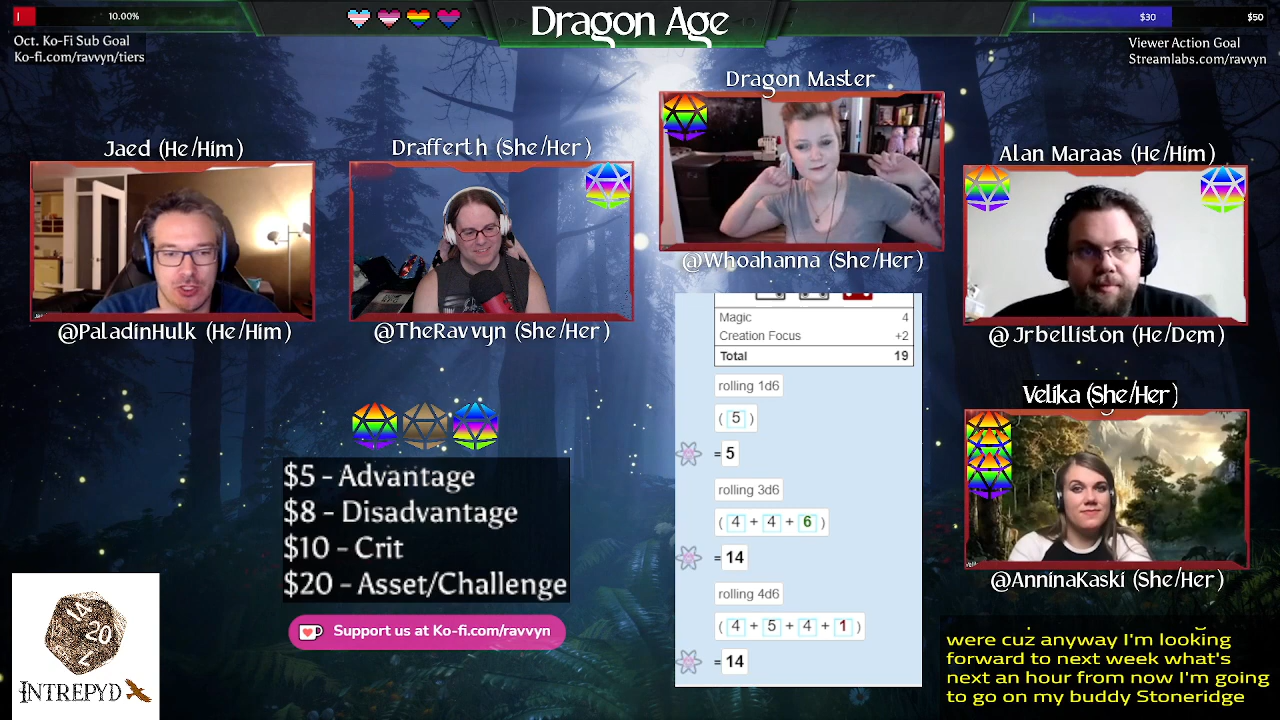 10.00%
Dragon Age
$30
$50
Oct. Ko-Fi Sub Goal
Ko-fi.com/ravvyn/tiers
Viewer Action Goal
Streamlabs.com/ravvyn
Dragon Master
Jaed (He/Him)
Drafferth (She/Her)
Alan Maraas (He/Him)
@Whoahanna (She/Her)
@PaladinHulk (He/Him)
@TheRavvyn (She/Her)
@Jrbelliston (He/Dem)
Magic 4
Creation Focus +2
Total 19
rolling 1d6
( 5 )
= 5
rolling 3d6
( 4 + 4 + 6 )
= 14
rolling 4d6
( 4 + 5 + 4 + 1 )
= 14
Velika (She/Her)
@AnninaKaski (She/Her)
$5 - Advantage
$8 - Disadvantage
$10 - Crit
$20 - Asset/Challenge
Support us at Ko-fi.com/ravvyn
20
INTREPYD
were cuz anyway I'm looking
forward to next week what's
next an hour from now I'm going
to go on my buddy Stoneridge